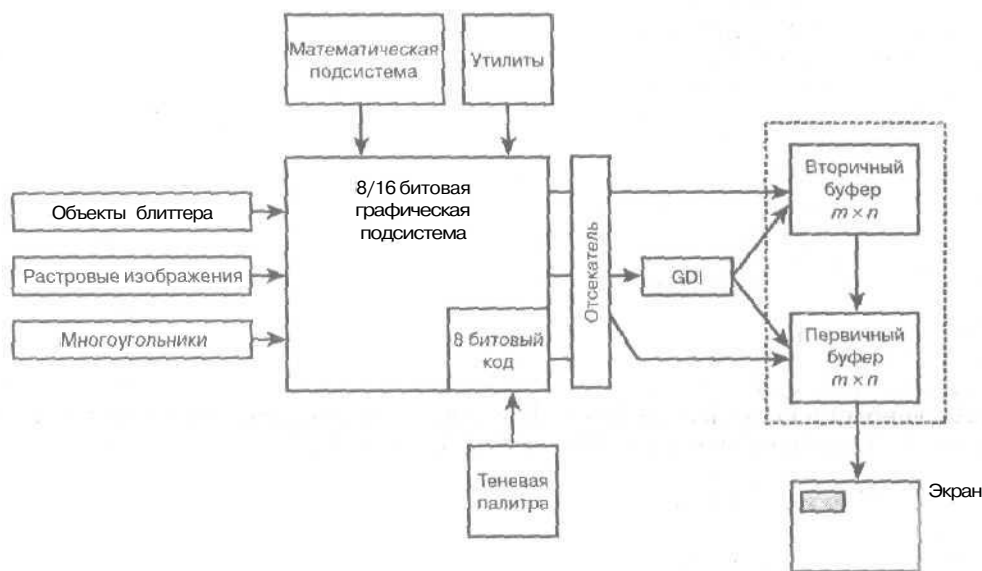 Математическая
подсистема
Утилиты
8/16 битовая
графическая
подсистема
Объекты блиттера
Растровые изображения
Многоугольники
8 битовый
код
Теневая
палитра
Отсекатель
GDI
Вторичный
буфер
m × n
Первичный
буфер
m × n
Экран